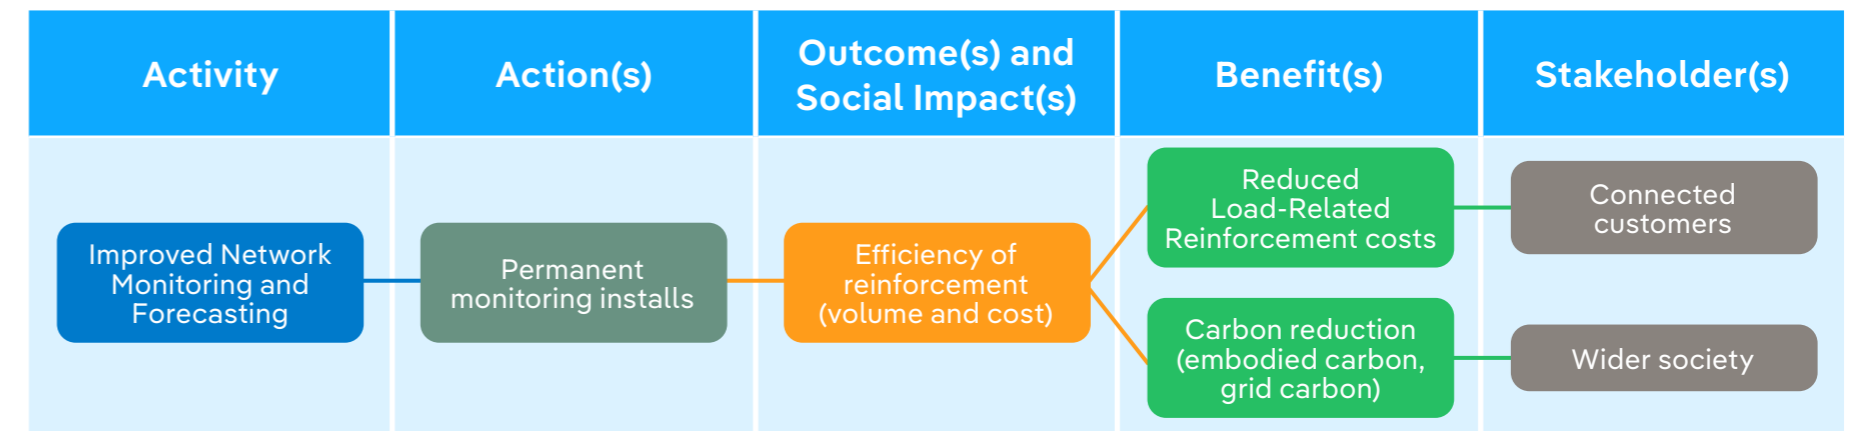 Activity
Action(s)
Outcome(s) and
Social Impact(s)
Benefit(s)
Stakeholder(s)
Improved Network
Monitoring and
Forecasting
Permanent
monitoring installs
Efficiency of
reinforcement
(volume and cost)
Reduced
Load-Related
Reinforcement costs
Connected
customers
Carbon reduction
(embodied carbon,
grid carbon)
Wider society